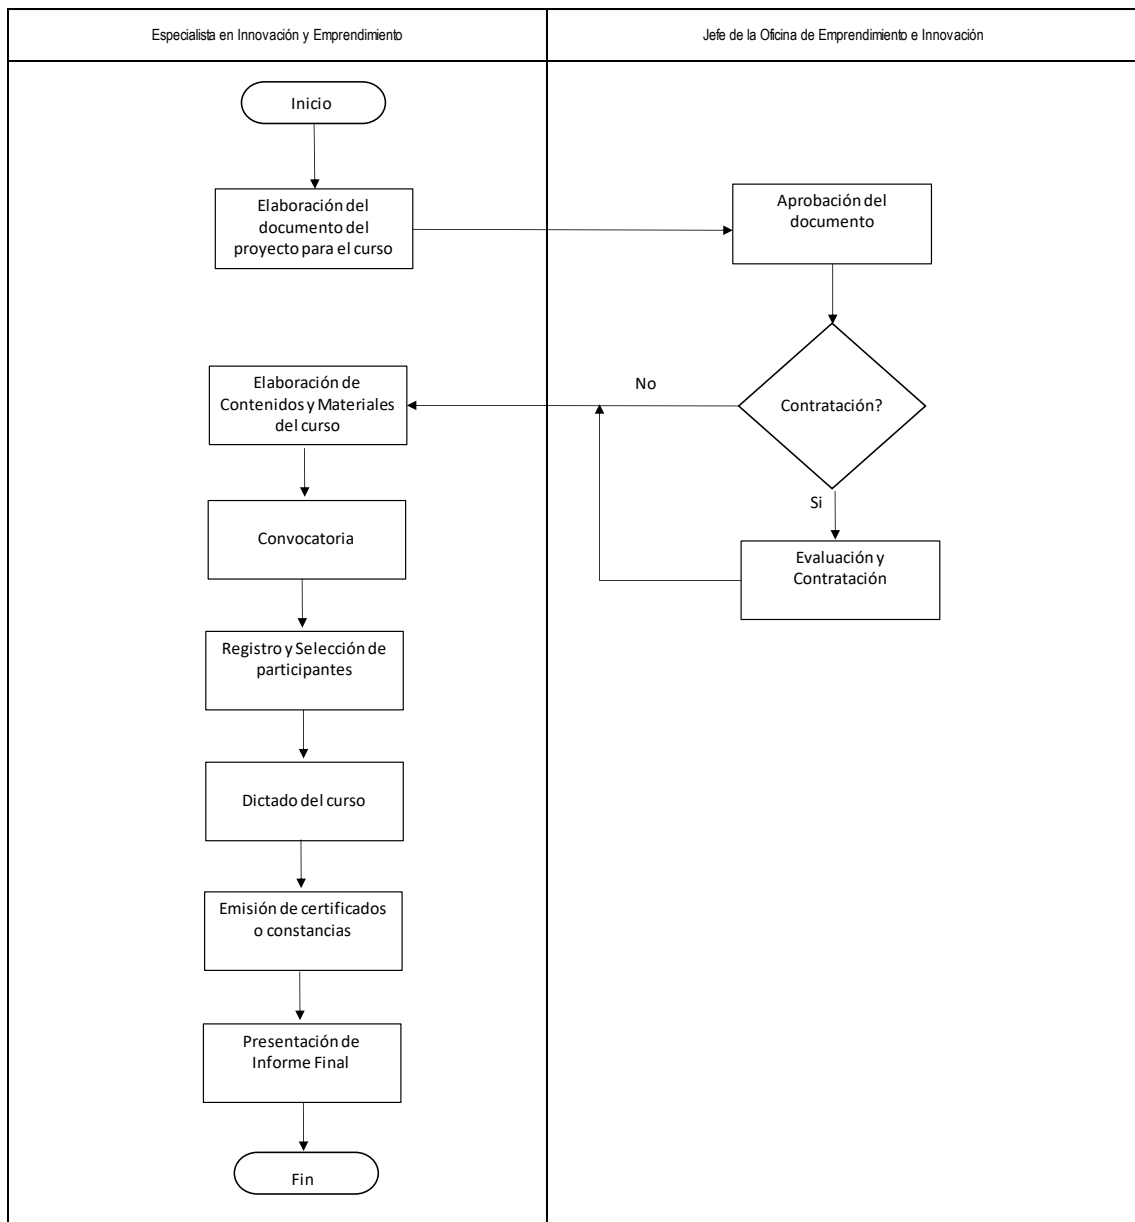 Especialista en Innovación y Emprendimiento
Jefe de la Oficina de Emprendimiento e Innovación
Inicio
Elaboración del
documento del
proyecto para el curso
Aprobación del
documento
Contratación?
No
Si
Evaluación y
Contratación
Elaboración de
Contenidos y Materiales
del curso
Convocatoria
Registro y Selección de
participantes
Dictado del curso
Emisión de certificados
o constancias
Presentación de
Informe Final
Fin